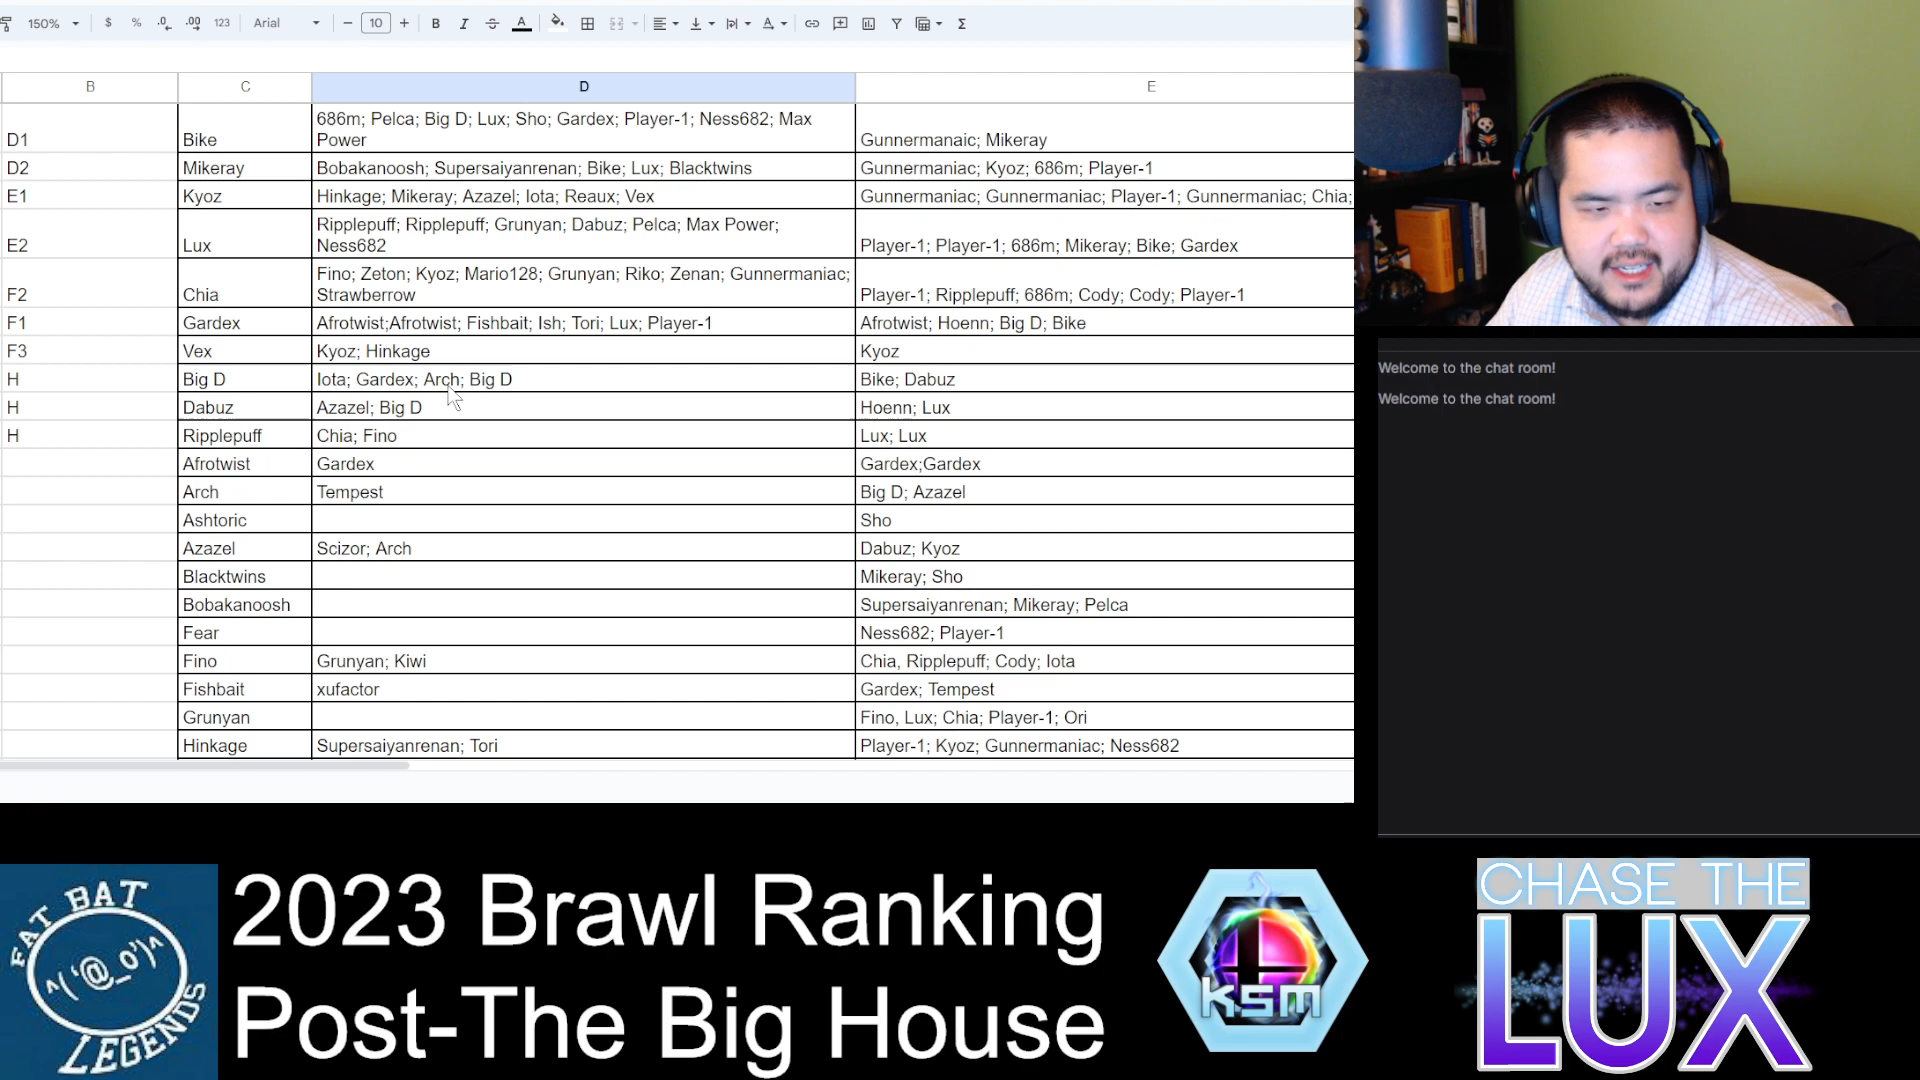 150% $ % .0 .00 123 Arial 10 B I A Σ
B C D E
D1 Bike 686m; Pelca; Big D; Lux; Sho; Gardex; Player-1; Ness682; Max
Power Gunnermanaic; Mikeray
D2 Mikeray Bobakanoosh; Supersaiyanrenan; Bike; Lux; Blacktwins Gunnermaniac; Kyoz; 686m; Player-1
E1 Kyoz Hinkage; Mikeray; Azazel; Iota; Reaux; Vex Gunnermaniac; Gunnermaniac; Player-1; Gunnermaniac; Chia;
E2 Lux Ripplepuff; Ripplepuff; Grunyan; Dabuz; Pelca; Max Power;
Ness682 Player-1; Player-1; 686m; Mikeray; Bike; Gardex
F2 Chia Fino; Zeton; Kyoz; Mario128; Grunyan; Riko; Zenan; Gunnermaniac;
Strawberrow Player-1; Ripplepuff; 686m; Cody; Cody; Player-1
F1 Gardex Afrotwist;Afrotwist; Fishbait; Ish; Tori; Lux; Player-1 Afrotwist; Hoenn; Big D; Bike
F3 Vex Kyoz; Hinkage Kyoz
H Big D Iota; Gardex; Arch; Big D Bike; Dabuz
H Dabuz Azazel; Big D Hoenn; Lux
H Ripplepuff Chia; Fino Lux; Lux
Afrotwist Gardex Gardex;Gardex
Arch Tempest Big D; Azazel
Ashtoric Sho
Azazel Scizor; Arch Dabuz; Kyoz
Blacktwins Mikeray; Sho
Bobakanoosh Supersaiyanrenan; Mikeray; Pelca
Fear Ness682; Player-1
Fino Grunyan; Kiwi Chia, Ripplepuff; Cody; Iota
Fishbait xufactor Gardex; Tempest
Grunyan Fino, Lux; Chia; Player-1; Ori
Hinkage Supersaiyanrenan; Tori Player-1; Kyoz; Gunnermaniac; Ness682
Welcome to the chat room!
Welcome to the chat room!
FAT BAT
^('@_o')^
LEGENDS
2023 Brawl Ranking
Post-The Big House
KSM
CHASE THE
LUX